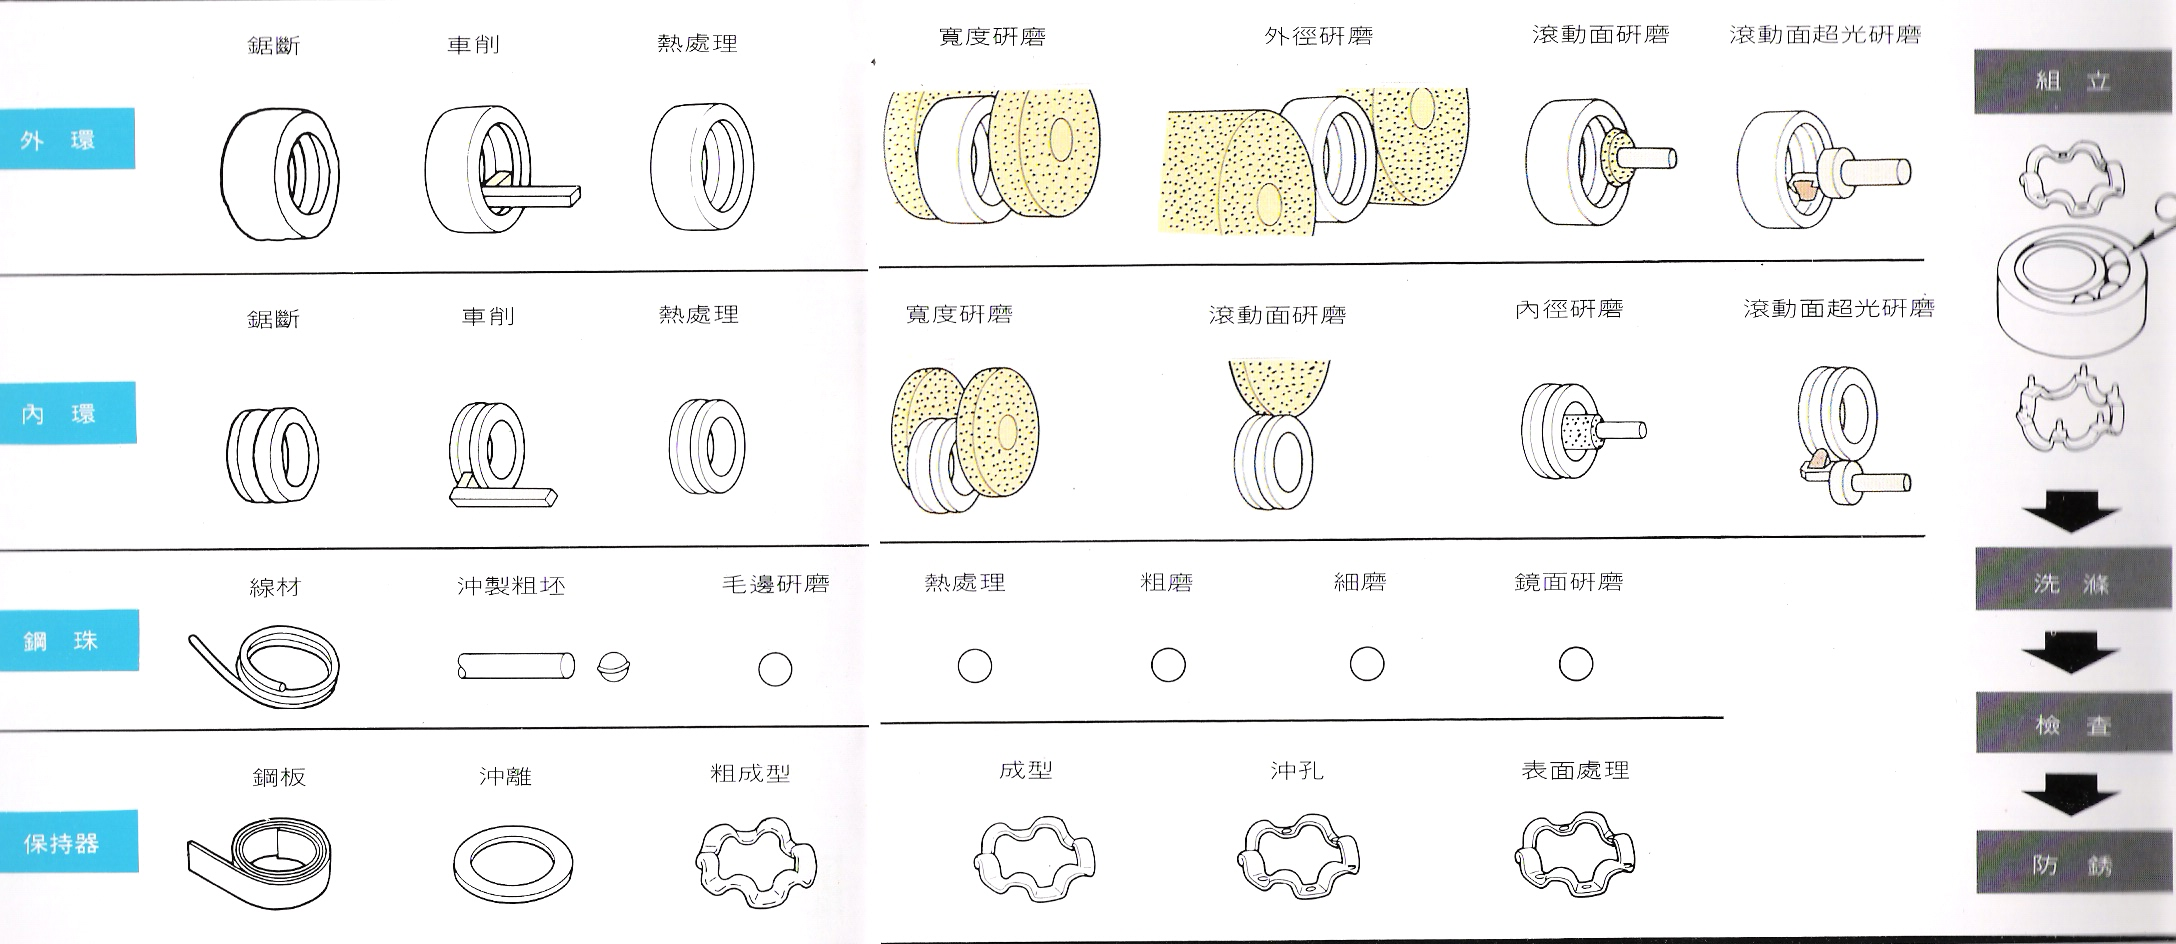 鋸斷 車削 熱處理 寬度研磨 外徑研磨 滾動面研磨 滾動面超光研磨
外環
鋸斷 車削 熱處理 寬度研磨 滾動面研磨 內徑研磨 滾動面超光研磨
內環
線材 沖製粗坯 毛邊研磨 熱處理 粗磨 細磨 鏡面研磨
鋼珠
鋼板 沖離 粗成型 成型 沖孔 表面處理
保持器
組立
洗滌
檢查
防銹